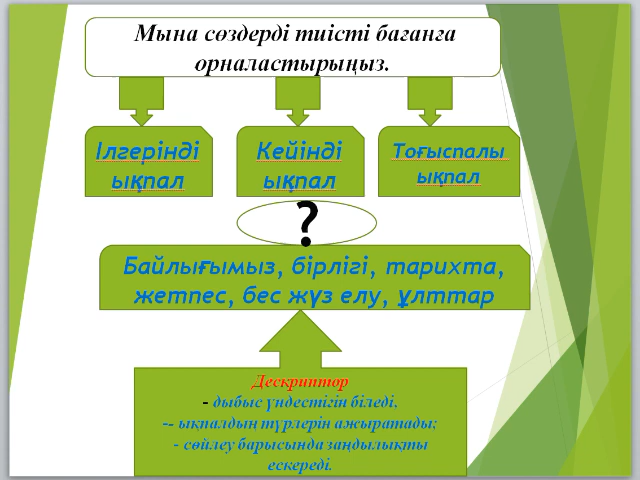 Мына сөздерді тиісті бағанға
орналастырыңыз.
Ілгерінді
ықпал
Кейінді
ықпал
Тоғыспалы
ықпал
?
Байлығымыз, бірлігі, тарихта,
жетпес, бес жүз елу, ұлттар
Дескриптор
- дыбыс үндестігін біледі.
-- ықпалдың түрлерін ажыратады;
- сөйлеу барысында заңдылықты
ескереді.